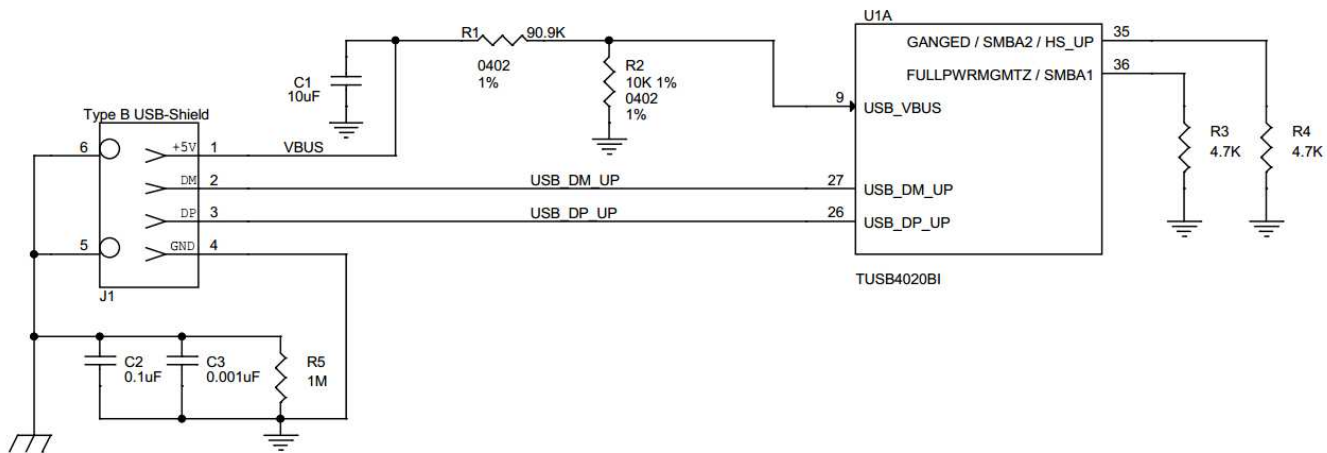 U1A
R1 90.9K
0402
1%
C1
10uF
R2
10K 1%
0402
1%
GANGED / SMBA2 / HS_UP 35
FULLPWRMGMTZ / SMBA1 36
9 USB_VBUS
R3
4.7K
R4
4.7K
Type B USB-Shield
6 +5V 1 VBUS
DM 2 USB_DM_UP 27 USB_DM_UP
DP 3 USB_DP_UP 26 USB_DP_UP
5 GND 4
J1
TUSB4020BI
C2
0.1uF
C3
0.001uF
R5
1M